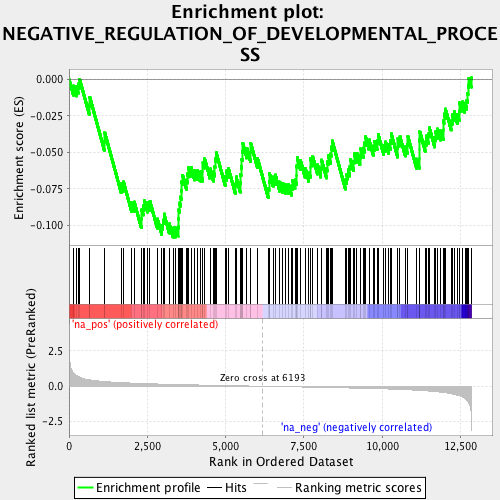 Enrichment plot:
NEGATIVE_REGULATION_OF_DEVELOPMENTAL_PROCE
SS
Enrichment score (ES)
0.000
-0.025
-0.050
-0.075
-0.100
'na_pos' (positively correlated)
Ranked list metric (PreRanked)
2.5
0.0
-2.5
Zero cross at 6193
'na_neg' (negatively correlated)
0
2,500
5,000
7,500
10,000
12,500
Rank in Ordered Dataset
Enrichment profile
Hits
Ranking metric scores